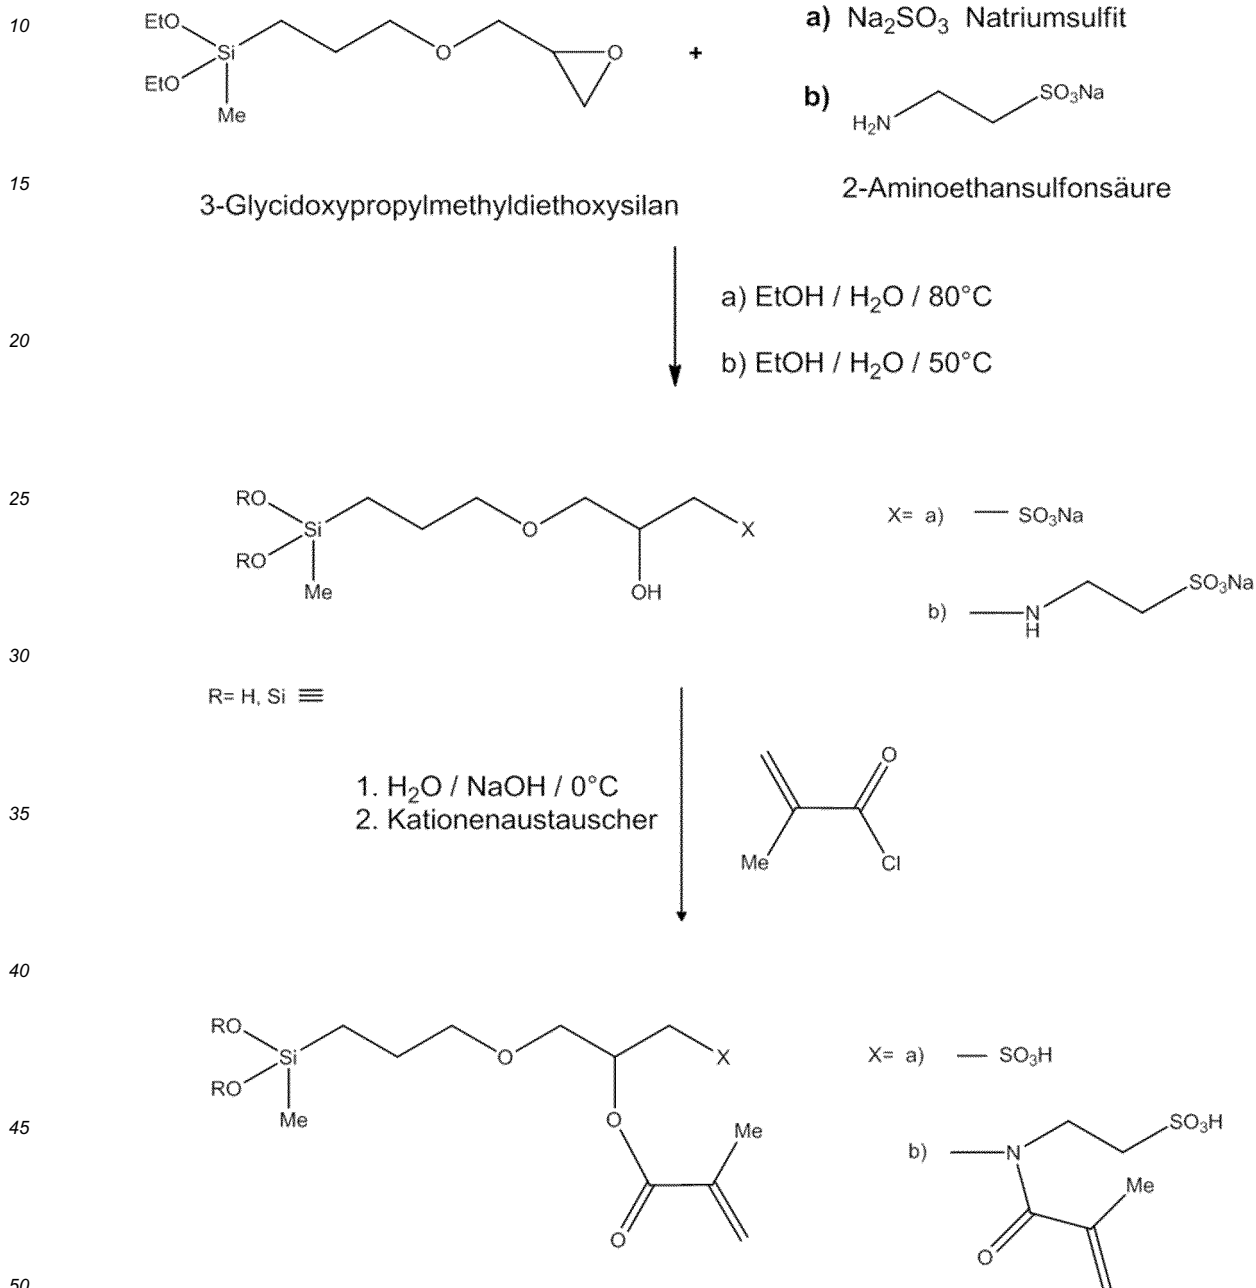 10
EtO
EtO
Si
Me
O
O
+
a) Na₂SO₃ Natriumsulfit
b)
H₂N
SO₃Na
15
3-Glycidoxypropylmethyldiethoxysilan
2-Aminoethansulfonsäure
a) EtOH / H₂O / 80°C
20
b) EtOH / H₂O / 50°C
25
RO
RO
Si
Me
O
OH
X
X= a)
SO₃Na
b)
N
H
SO₃Na
30
R= H, Si ≡
1. H₂O / NaOH / 0°C
2. Kationenaustauscher
35
O
Me
Cl
40
RO
RO
Si
Me
O
X
O
Me
O
X= a)
SO₃H
45
b)
N
SO₃H
Me
O
50